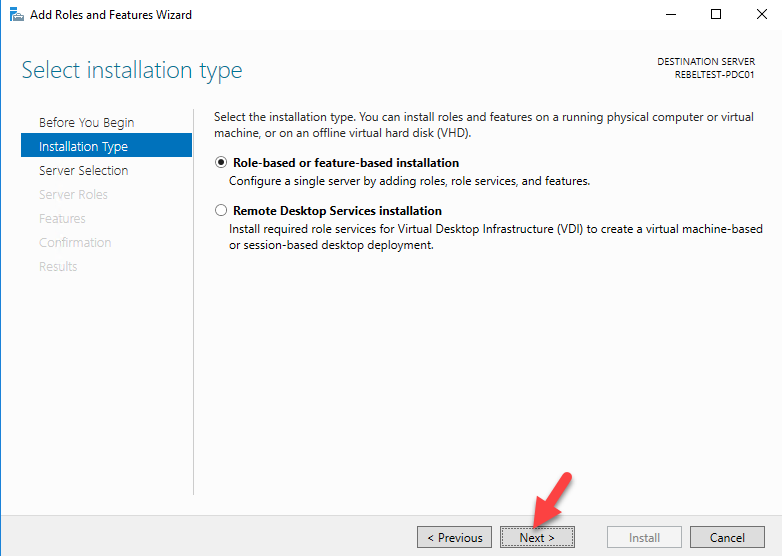 Add Roles and Features Wizard
Select installation type
DESTINATION SERVER
REBELTEST-PDC01
Before You Begin
Installation Type
Server Selection
Server Roles
Features
Confirmation
Results
Select the installation type. You can install roles and features on a running physical computer or virtual
machine, or on an offline virtual hard disk (VHD).
Role-based or feature-based installation
Configure a single server by adding roles, role services, and features.
Remote Desktop Services installation
Install required role services for Virtual Desktop Infrastructure (VDI) to create a virtual machine-based
or session-based desktop deployment.
< Previous
Next >
Install
Cancel